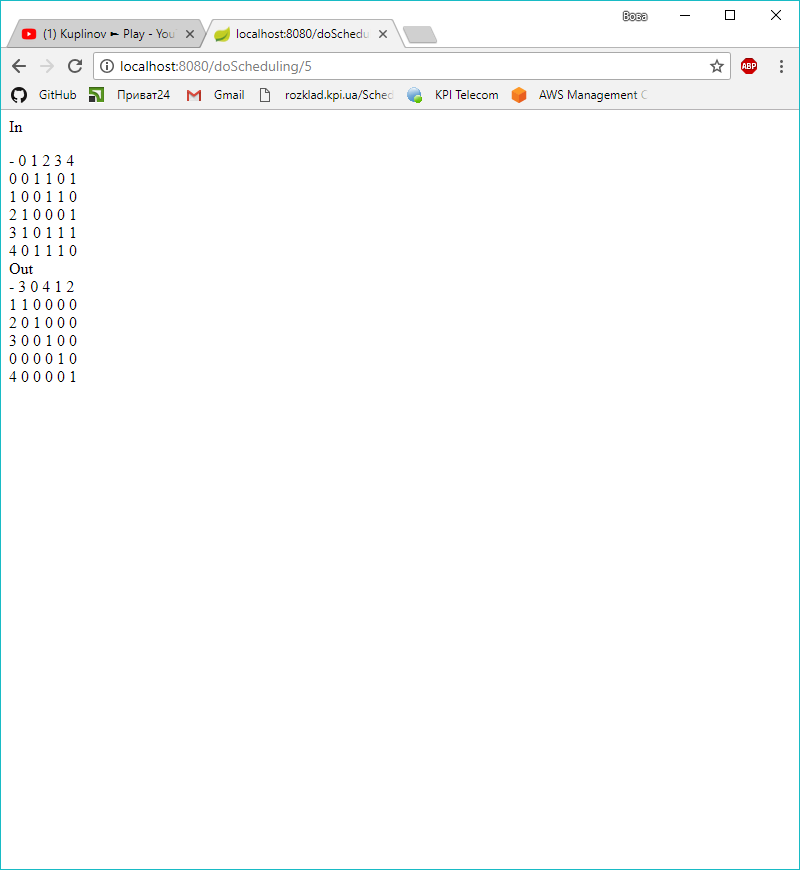 Вова
(1) Kuplinov ► Play - You
localhost:8080/doSchedu
localhost:8080/doScheduling/5
ABP
GitHub Приват24 Gmail rozklad.kpi.ua/Sched KPI Telecom AWS Management C
In
- 0 1 2 3 4
0 0 1 1 0 1
1 0 0 1 1 0
2 1 0 0 0 1
3 1 0 1 1 1
4 0 1 1 1 0
Out
- 3 0 4 1 2
1 1 0 0 0 0
2 0 1 0 0 0
3 0 0 1 0 0
0 0 0 0 1 0
4 0 0 0 0 1